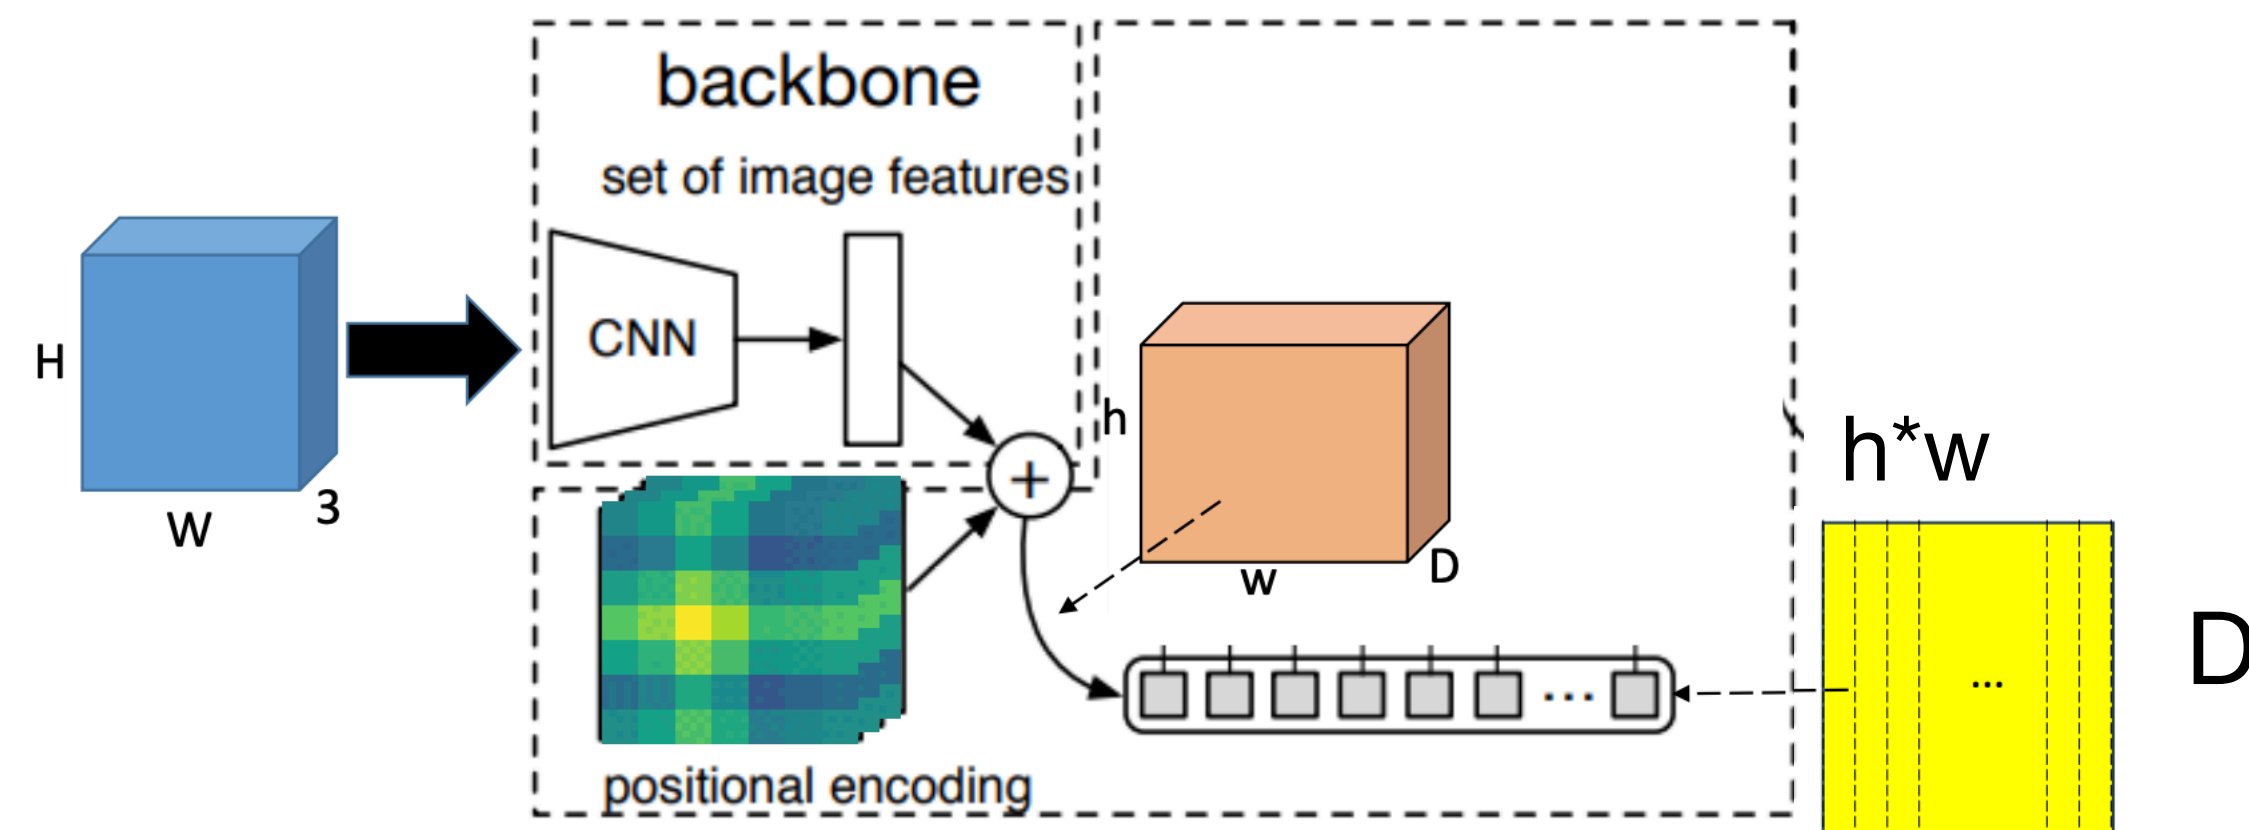 backbone
set of image features
CNN
H
W
3
+
h
w
D
h*w
D
...
...
positional encoding